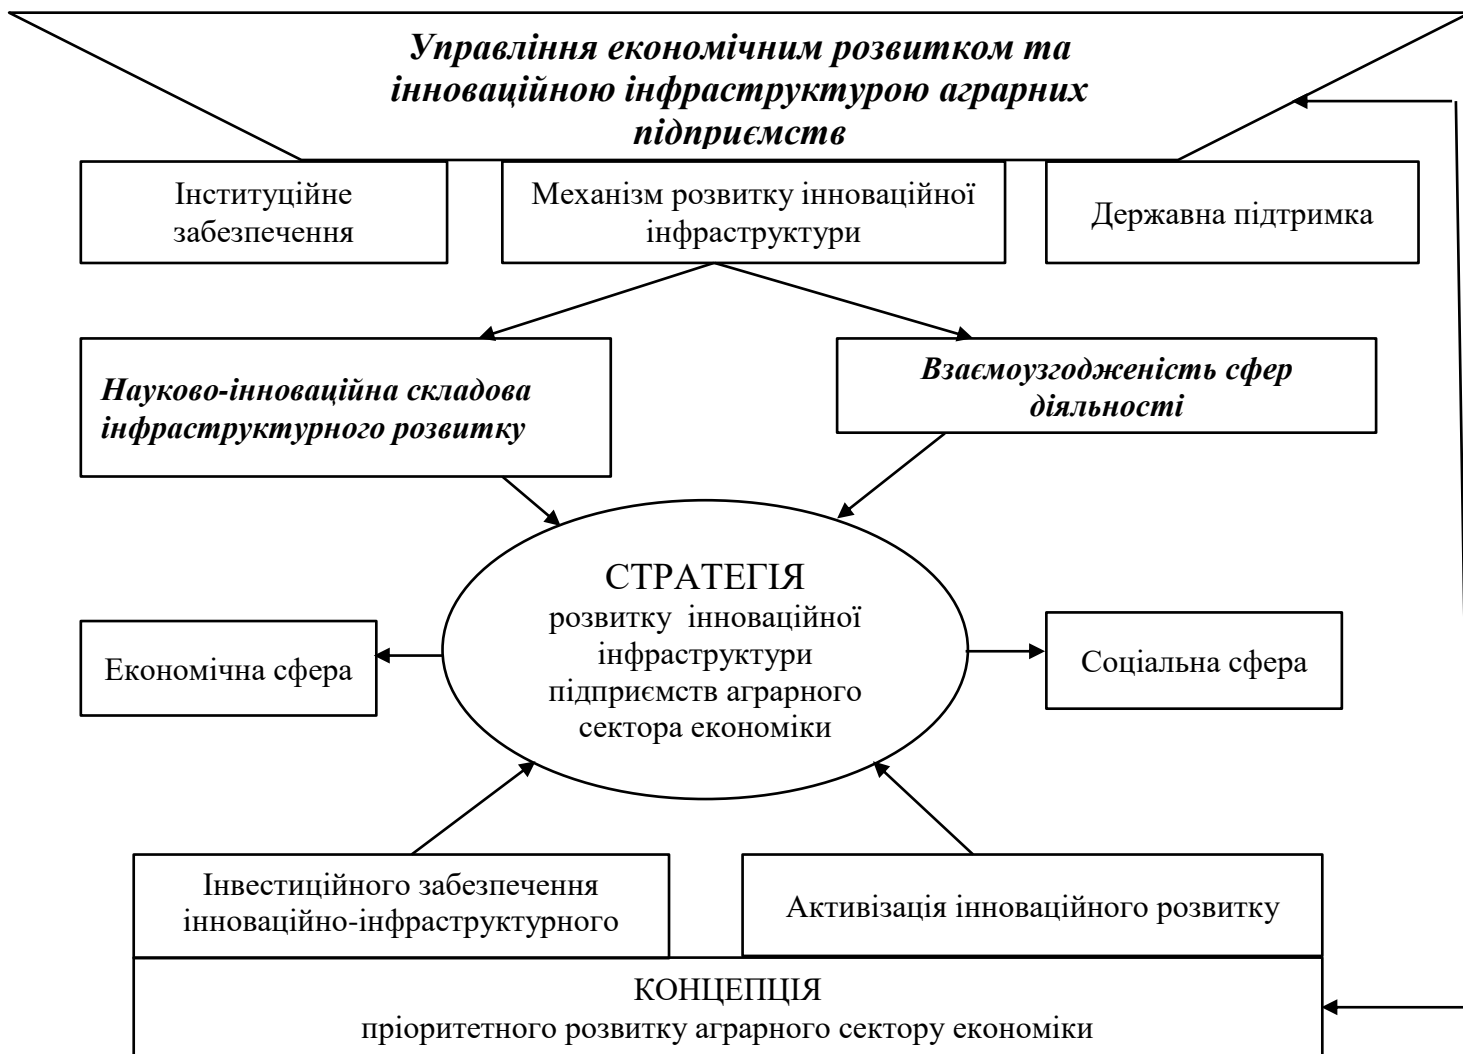 Управління економічним розвитком та
інноваційною інфраструктурою аграрних
підприємств
Інституційне
забезпечення
Механізм розвитку інноваційної
інфраструктури
Державна підтримка
Науково-інноваційна складова
інфраструктурного розвитку
Взаємоузгодженість сфер
діяльності
СТРАТЕГІЯ
розвитку інноваційної
інфраструктури
підприємств аграрного
сектора економіки
Економічна сфера
Соціальна сфера
Інвестиційного забезпечення
інноваційно-інфраструктурного
Активізація інноваційного розвитку
КОНЦЕПЦІЯ
пріоритетного розвитку аграрного сектору економіки